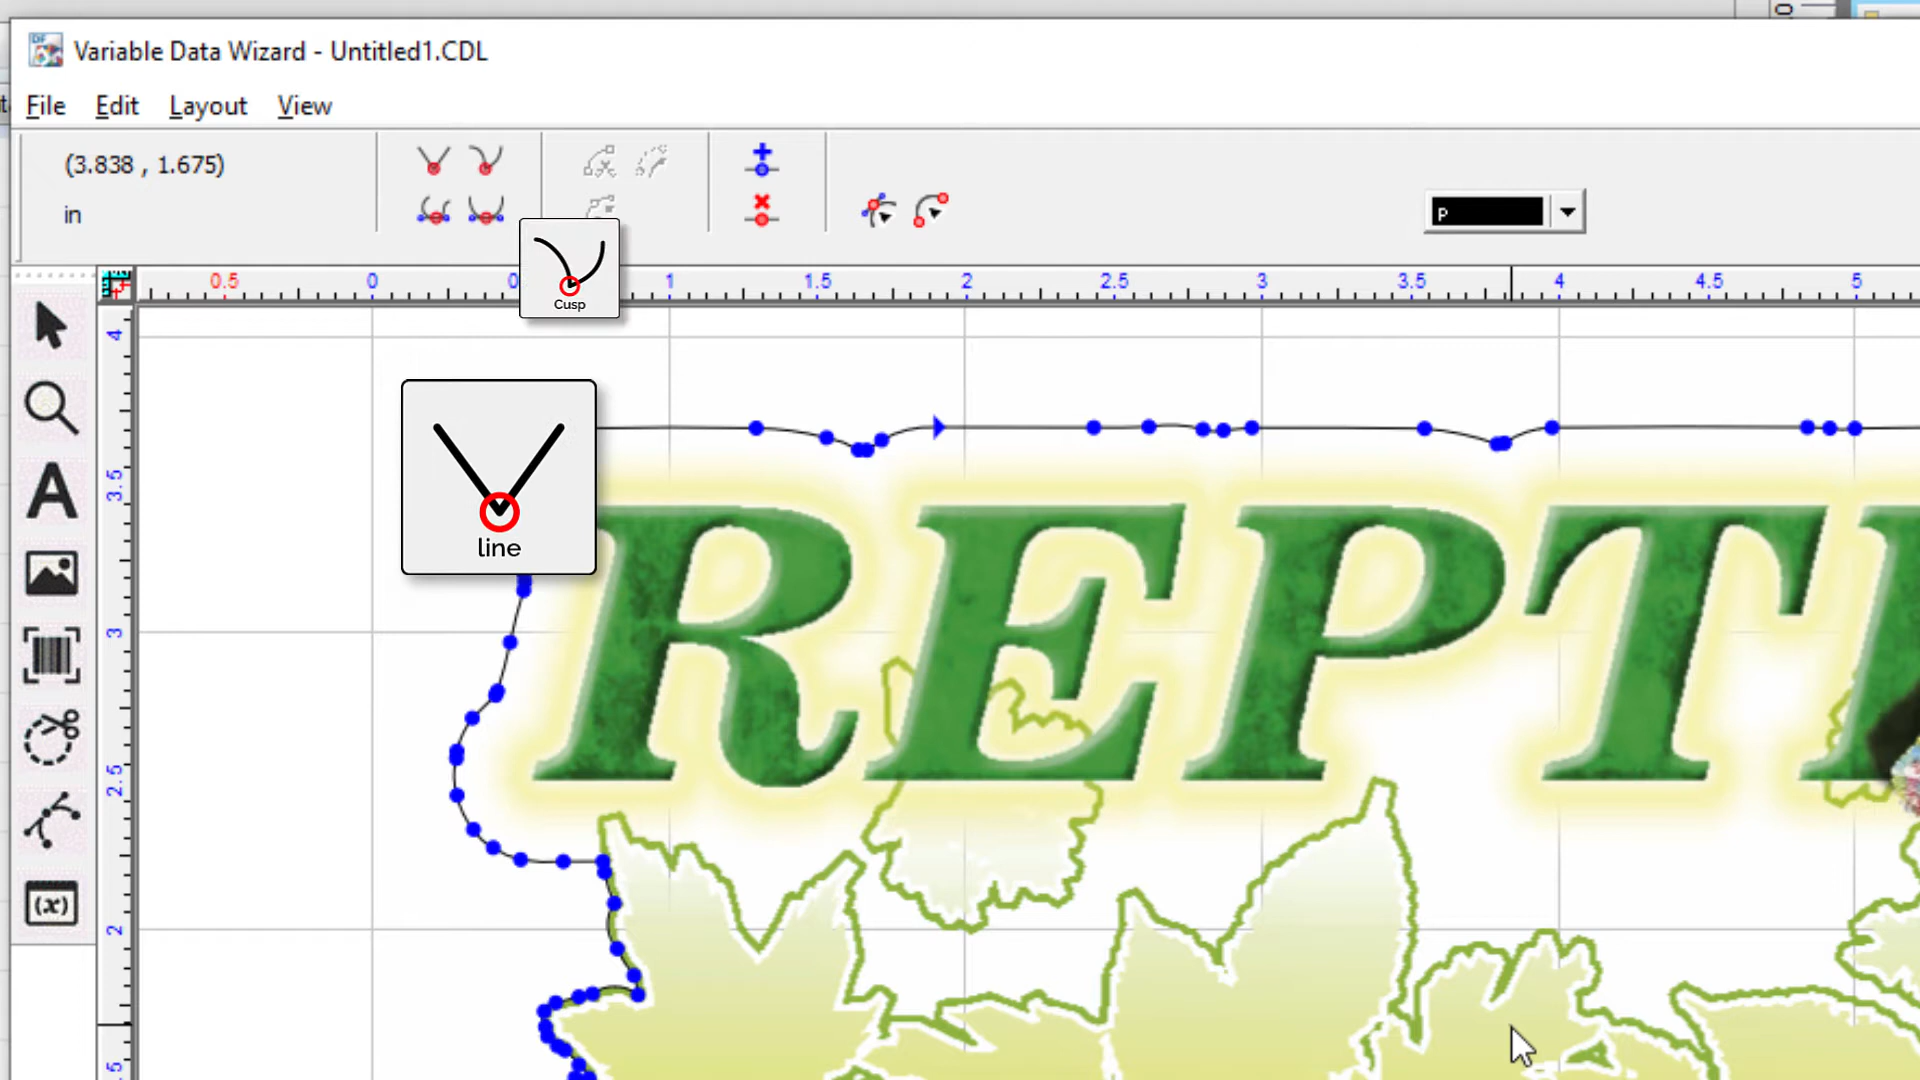 Variable Data Wizard - Untitled1.CDL
File Edit Layout View
(3.838 , 1.675)
in
p
0.5 0 1 1.5 2 2.5 3 3.5 4 4.5 5
Cusp
line
4
3.5
3
2.5
2
A
(x)
REPT